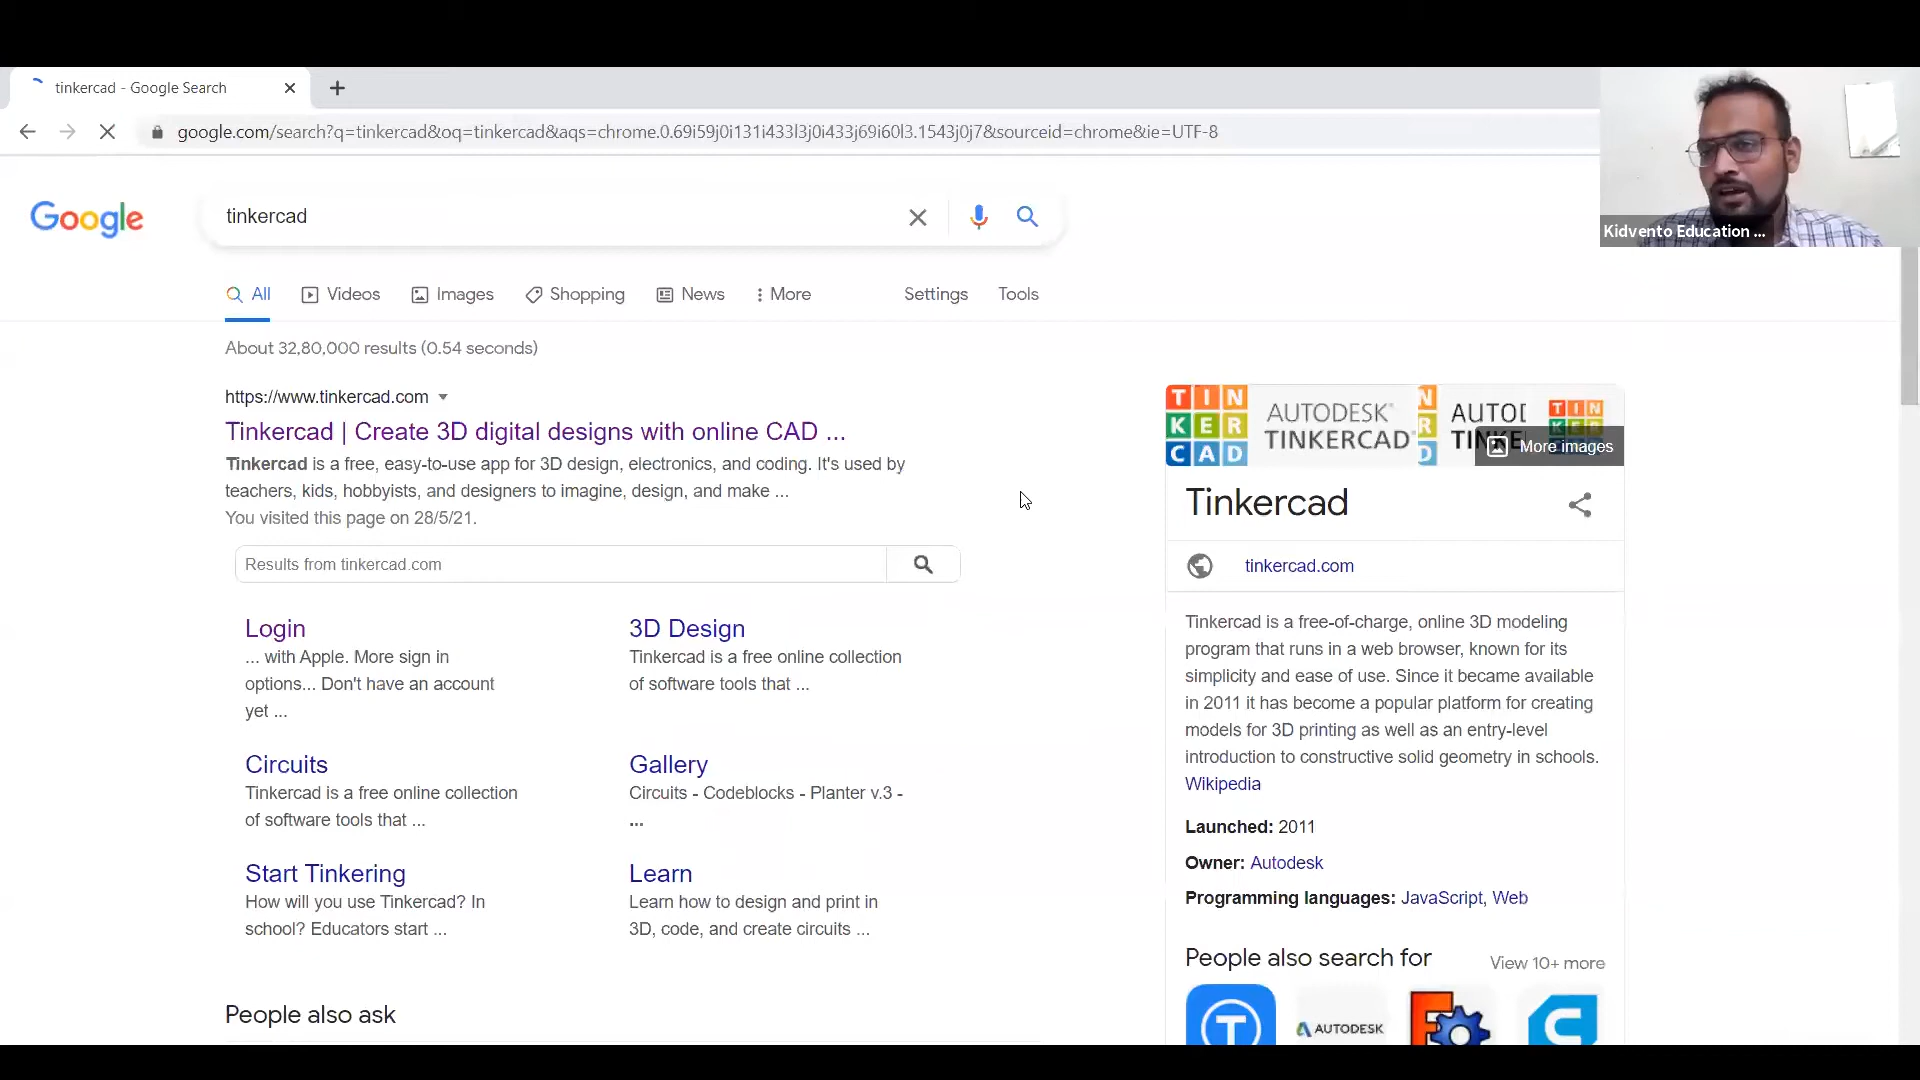 tinkercad - Google Search
google.com/search?q=tinkercad&oq=tinkercad&aqs=chrome.0.69i59j0i131i433l3j0i433j69i60l3.1543j0j7&sourceid=chrome&ie=UTF-8
Kidvento Education ...
Google
tinkercad
All
Videos
Images
Shopping
News
More
Settings
Tools
About 32,80,000 results (0.54 seconds)
https://www.tinkercad.com
Tinkercad | Create 3D digital designs with online CAD ...
Tinkercad is a free, easy-to-use app for 3D design, electronics, and coding. It's used by
teachers, kids, hobbyists, and designers to imagine, design, and make ...
You visited this page on 28/5/21.
Results from tinkercad.com
Login
... with Apple. More sign in
options... Don't have an account
yet ...
3D Design
Tinkercad is a free online collection
of software tools that ...
Circuits
Tinkercad is a free online collection
of software tools that ...
Gallery
Circuits - Codeblocks - Planter v.3 -
...
Start Tinkering
How will you use Tinkercad? In
school? Educators start ...
Learn
Learn how to design and print in
3D, code, and create circuits ...
People also ask
TIN
KER
CAD
AUTODESK
TINKERCAD
More images
Tinkercad
tinkercad.com
Tinkercad is a free-of-charge, online 3D modeling
program that runs in a web browser, known for its
simplicity and ease of use. Since it became available
in 2011 it has become a popular platform for creating
models for 3D printing as well as an entry-level
introduction to constructive solid geometry in schools.
Wikipedia
Launched: 2011
Owner: Autodesk
Programming languages: JavaScript, Web
People also search for
View 10+ more
AUTODESK